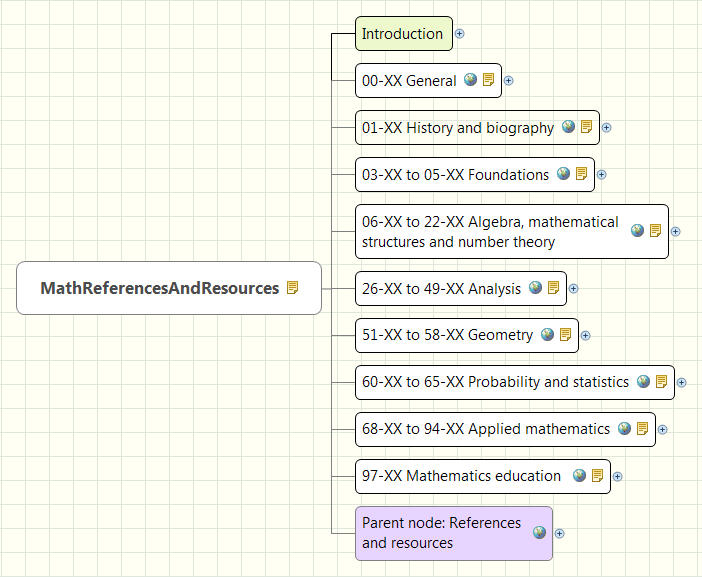 Introduction
00-XX General
01-XX History and biography
03-XX to 05-XX Foundations
06-XX to 22-XX Algebra, mathematical
structures and number theory
MathReferencesAndResources
26-XX to 49-XX Analysis
51-XX to 58-XX Geometry
60-XX to 65-XX Probability and statistics
68-XX to 94-XX Applied mathematics
97-XX Mathematics education
Parent node: References
and resources